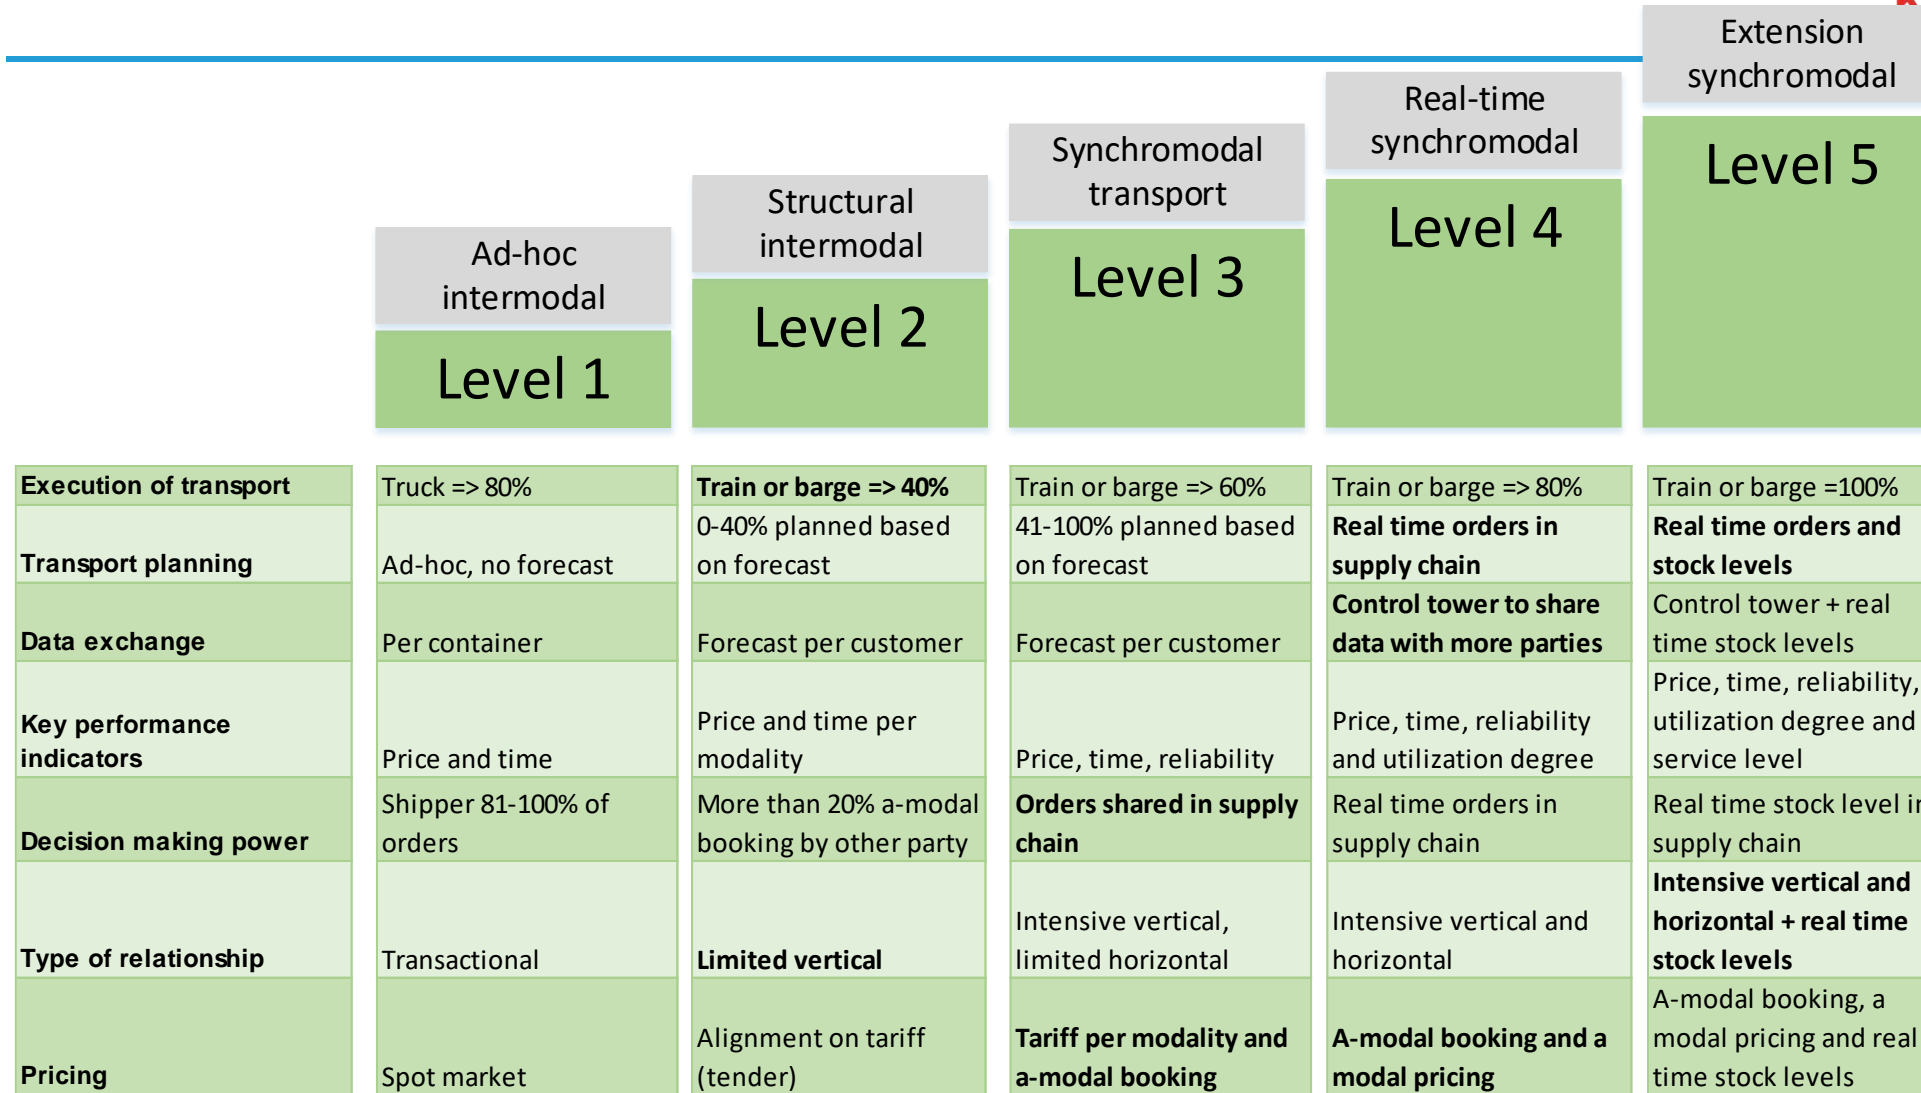 Extension
synchromodal
Level 5
Real-time
synchromodal
Level 4
Synchromodal
transport
Level 3
Structural
intermodal
Level 2
Ad-hoc
intermodal
Level 1
Execution of transport
Truck => 80%
Train or barge => 40%
Train or barge => 60%
Train or barge => 80%
Train or barge =100%
Transport planning
Ad-hoc, no forecast
0-40% planned based
on forecast
41-100% planned based
on forecast
Real time orders in
supply chain
Real time orders and
stock levels
Data exchange
Per container
Forecast per customer
Forecast per customer
Control tower to share
data with more parties
Control tower + real
time stock levels
Key performance
indicators
Price and time
Price and time per
modality
Price, time, reliability
Price, time, reliability
and utilization degree
Price, time, reliability,
utilization degree and
service level
Decision making power
Shipper 81-100% of
orders
More than 20% a-modal
booking by other party
Orders shared in supply
chain
Real time orders in
supply chain
Real time stock level in
supply chain
Type of relationship
Transactional
Limited vertical
Intensive vertical,
limited horizontal
Intensive vertical and
horizontal
Intensive vertical and
horizontal + real time
stock levels
Pricing
Spot market
Alignment on tariff
(tender)
Tariff per modality and
a-modal booking
A-modal booking and a
modal pricing
A-modal booking, a
modal pricing and real
time stock levels